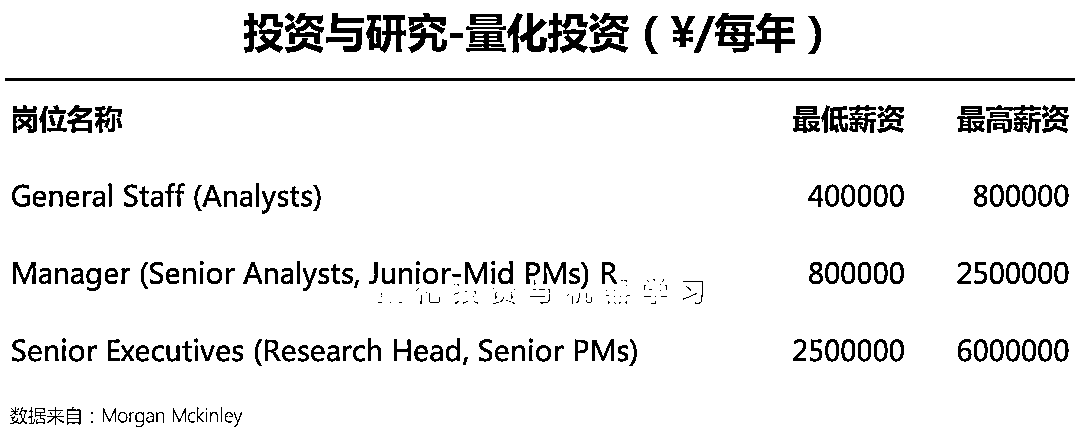 投资与研究-量化投资（¥/每年）
岗位名称 最低薪资 最高薪资
General Staff (Analysts) 400000 800000
Manager (Senior Analysts, Junior-Mid PMs) R 800000 2500000
量化投资与机器学习
Senior Executives (Research Head, Senior PMs) 2500000 6000000
数据来自：Morgan Mckinley